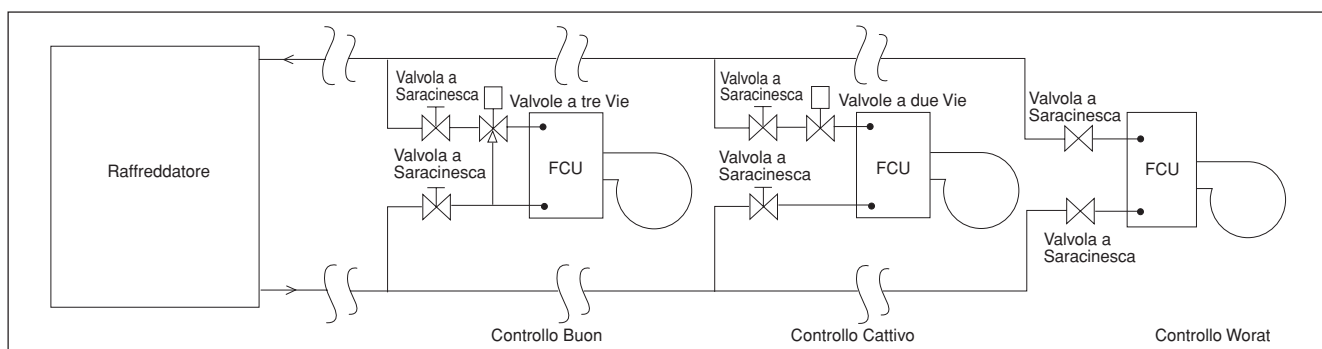 Valvola a
Saracinesca
Valvole a tre Vie
Valvola a
Saracinesca
FCU
Valvola a
Saracinesca
Valvole a due Vie
Valvola a
Saracinesca
FCU
Valvola a
Saracinesca
FCU
Valvola a
Saracinesca
Raffreddatore
Controllo Buon
Controllo Cattivo
Controllo Worat